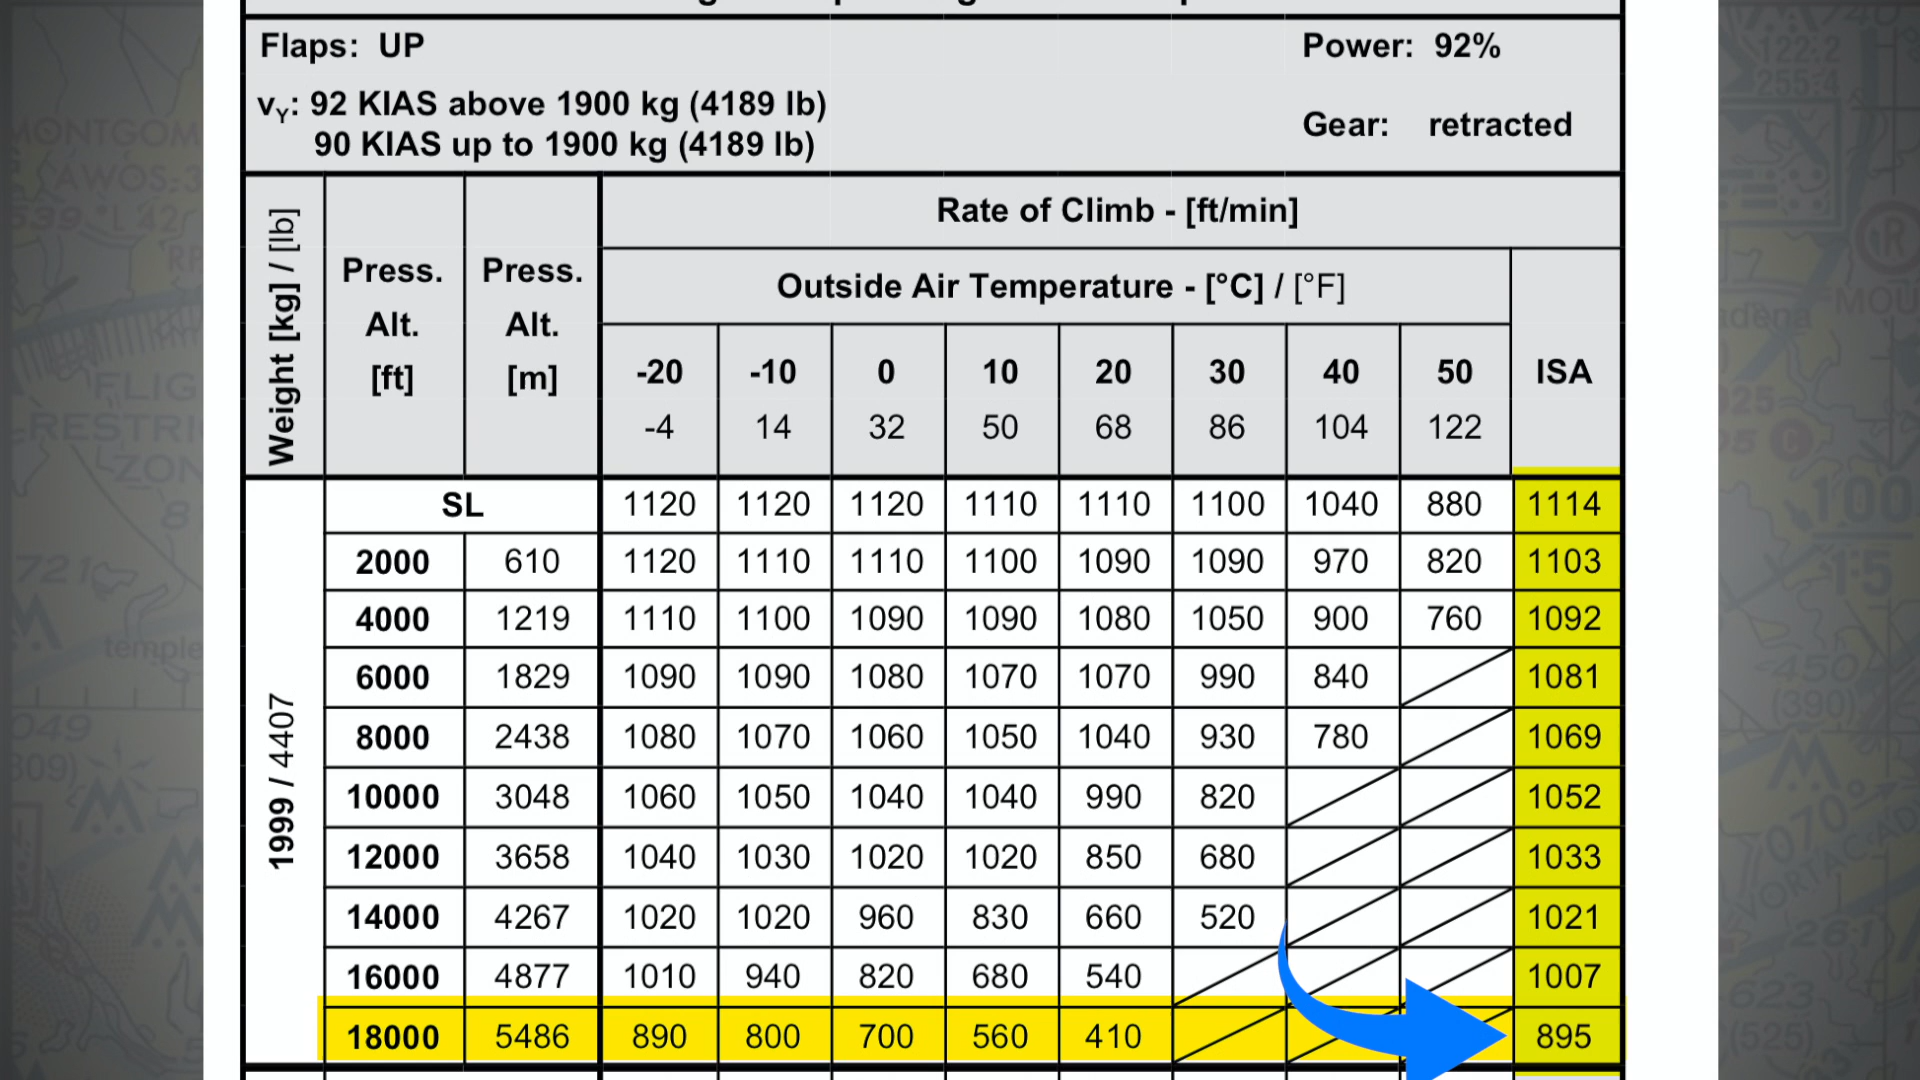 Flaps: UP
Power: 92%
vY: 92 KIAS above 1900 kg (4189 lb)
90 KIAS up to 1900 kg (4189 lb)
Gear: retracted
Weight [kg] / [lb]
Press. Alt. [ft]
Press. Alt. [m]
Rate of Climb - [ft/min]
Outside Air Temperature - [°C] / [°F]
ISA
-20 -10 0 10 20 30 40 50
-4 14 32 50 68 86 104 122
1999 / 4407
SL 1120 1120 1120 1110 1110 1100 1040 880 1114
2000 610 1120 1110 1110 1100 1090 1090 970 820 1103
4000 1219 1110 1100 1090 1090 1080 1050 900 760 1092
6000 1829 1090 1090 1080 1070 1070 990 840 1081
8000 2438 1080 1070 1060 1050 1040 930 780 1069
10000 3048 1060 1050 1040 1040 990 820 1052
12000 3658 1040 1030 1020 1020 850 680 1033
14000 4267 1020 1020 960 830 660 520 1021
16000 4877 1010 940 820 680 540 1007
18000 5486 890 800 700 560 410 895